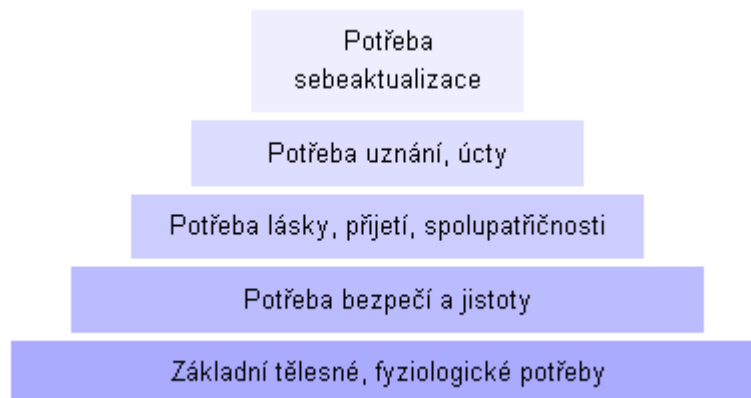 Potřeba
sebeaktualizace
Potřeba uznání, úcty
Potřeba lásky, přijetí, spolupatřičnosti
Potřeba bezpečí a jistoty
Základní tělesné, fyziologické potřeby